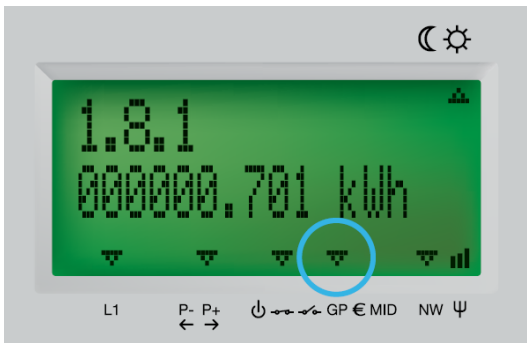 1.8.1
000000.701 kWh
L1 P- P+ GP € MID NW